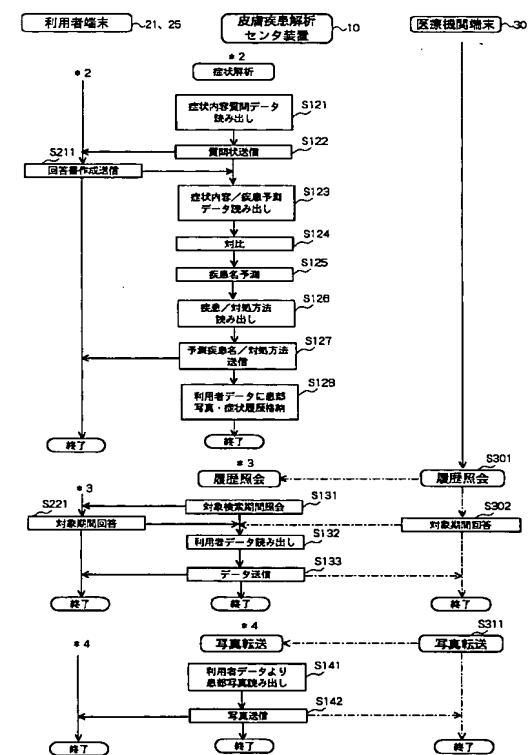 利用者端末
21、25
皮膚疾患解析
センタ装置
10
医療機関端末
30
*2
*2
症状解析
症状内容質問データ
読み出し
S121
質問状送信
S122
S211
回答書作成送信
症状内容/疾患予測
データ読み出し
S123
対比
S124
疾患名予測
S125
疾患/対処方法
読み出し
S126
予測疾患名/対処方法
送信
S127
利用者データに患部
写真・症状履歴格納
S128
終了
終了
*3
*3
履歴照会
履歴照会
S301
対象検索期間照会
S131
S221
対象期間回答
対象期間回答
S302
利用者データ読み出し
S132
データ送信
S133
終了
終了
終了
*4
*4
写真転送
写真転送
S311
利用者データより
患部写真読み出し
S141
写真送信
S142
終了
終了
終了